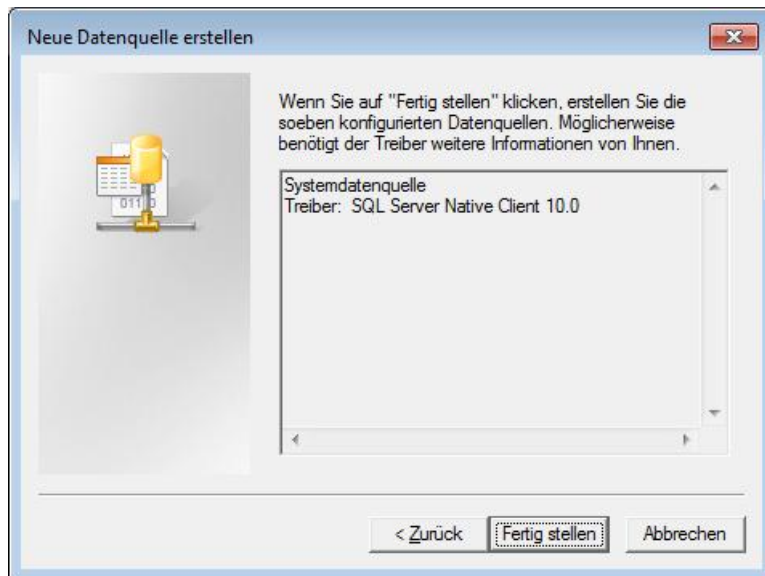 Neue Datenquelle erstellen
Wenn Sie auf "Fertig stellen" klicken, erstellen Sie die
soeben konfigurierten Datenquellen. Möglicherweise
benötigt der Treiber weitere Informationen von Ihnen.
Systemdatenquelle
Treiber: SQL Server Native Client 10.0
< Zurück
Fertig stellen
Abbrechen